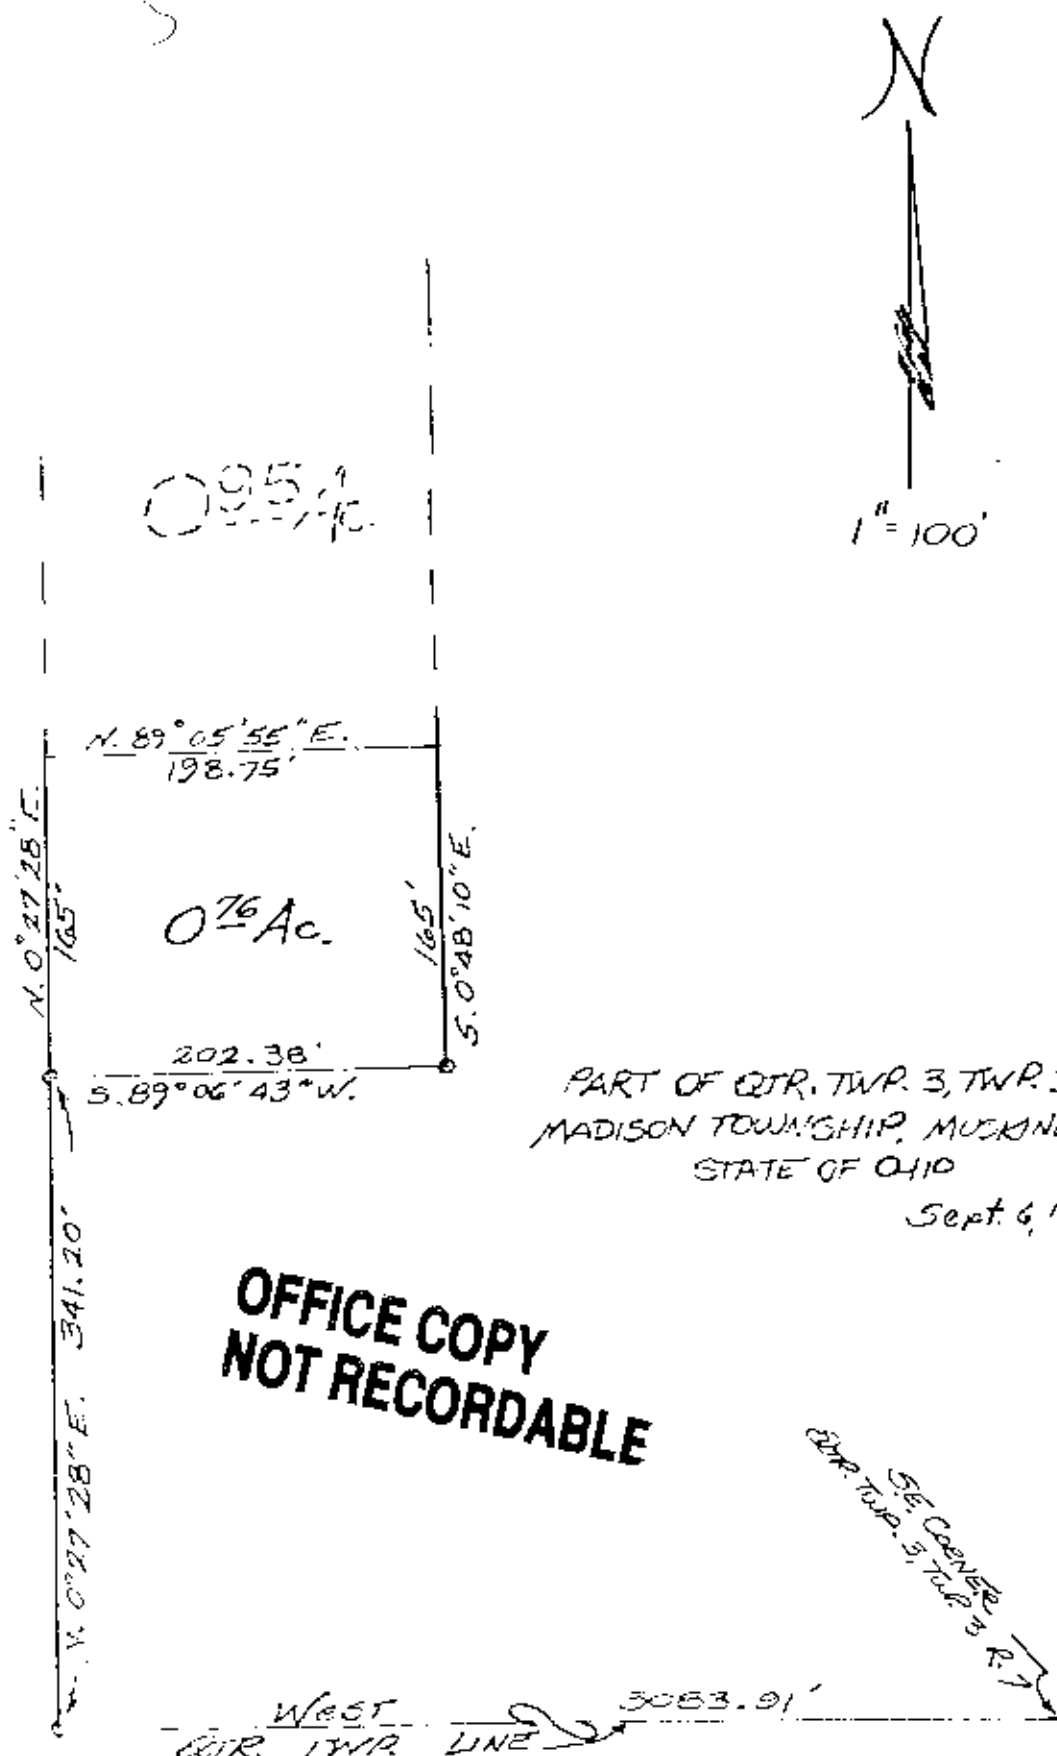 N
1" = 100'
0 95 Ac.
N. 89° 05' 55" E.
198.75'
N. 0° 27' 28" E.
165'
0 76 Ac.
165'
S. 0° 48' 10" E.
202.38'
S. 89° 06' 43" W.
PART OF QTR. TWP. 3, TWP.
MADISON TOWNSHIP,
STATE OF OHIO
Sept. 6,
N. 0° 27' 28" E. 341.20'
OFFICE COPY
NOT RECORDABLE
S.E. CORNER
QTR. TWP. 3, TWP. 3, R. 7
WEST 3083.91'
QTR. TWP. LINE